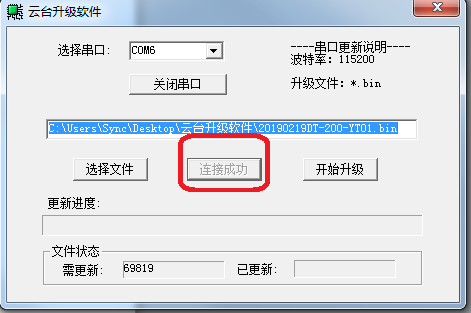 云台升级软件
选择串口: COM6
----串口更新说明----
波特率: 115200
关闭串口
升级文件: *.bin
C:\Users\Sync\Desktop\云台升级软件\20190219DT-200-YT01.bin
选择文件 连接成功 开始升级
更新进度:
文件状态
需更新: 69819 已更新: